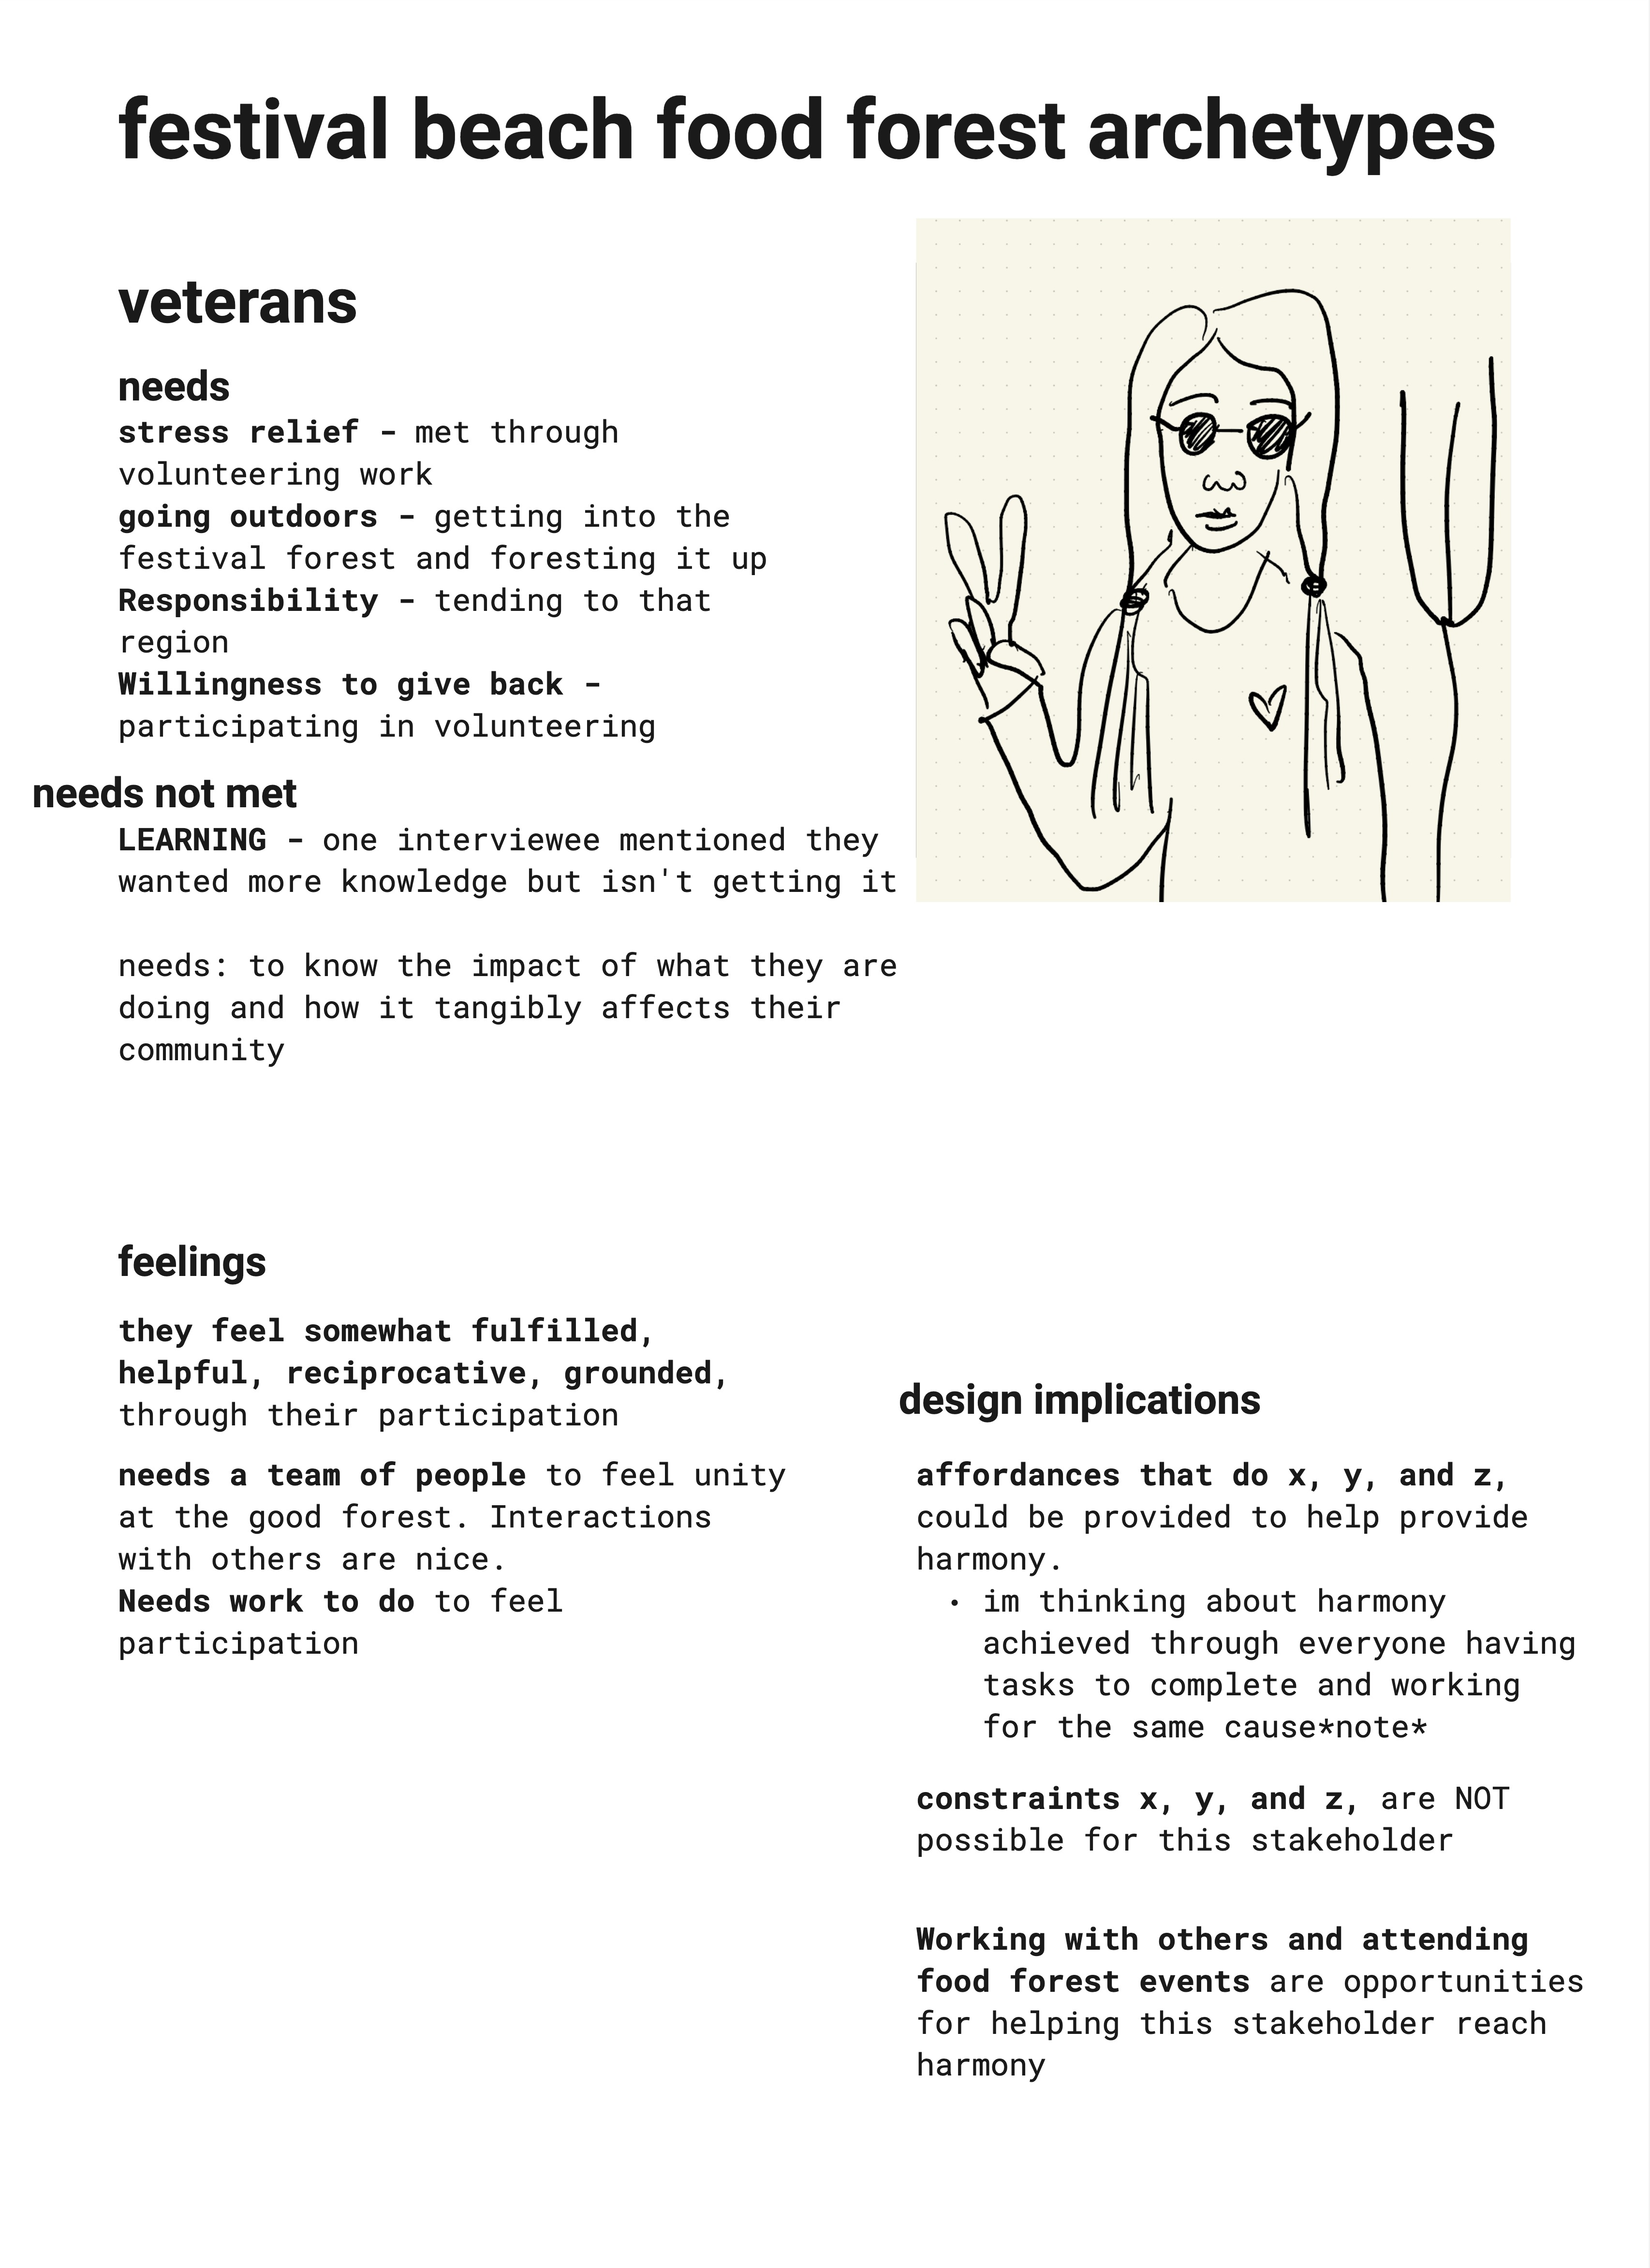 festival beach food forest archetypes
veterans
needs
stress relief - met through
volunteering work
going outdoors - getting into the
festival forest and foresting it up
Responsibility - tending to that
region
Willingness to give back -
participating in volunteering
needs not met
LEARNING - one interviewee mentioned they
wanted more knowledge but isn't getting it
needs: to know the impact of what they are
doing and how it tangibly affects their
community
feelings
they feel somewhat fulfilled,
helpful, reciprocative, grounded,
through their participation
needs a team of people to feel unity
at the good forest. Interactions
with others are nice.
Needs work to do to feel
participation
design implications
affordances that do x, y, and z,
could be provided to help provide
harmony.
• im thinking about harmony
achieved through everyone having
tasks to complete and working
for the same cause*note*
constraints x, y, and z, are NOT
possible for this stakeholder
Working with others and attending
food forest events are opportunities
for helping this stakeholder reach
harmony